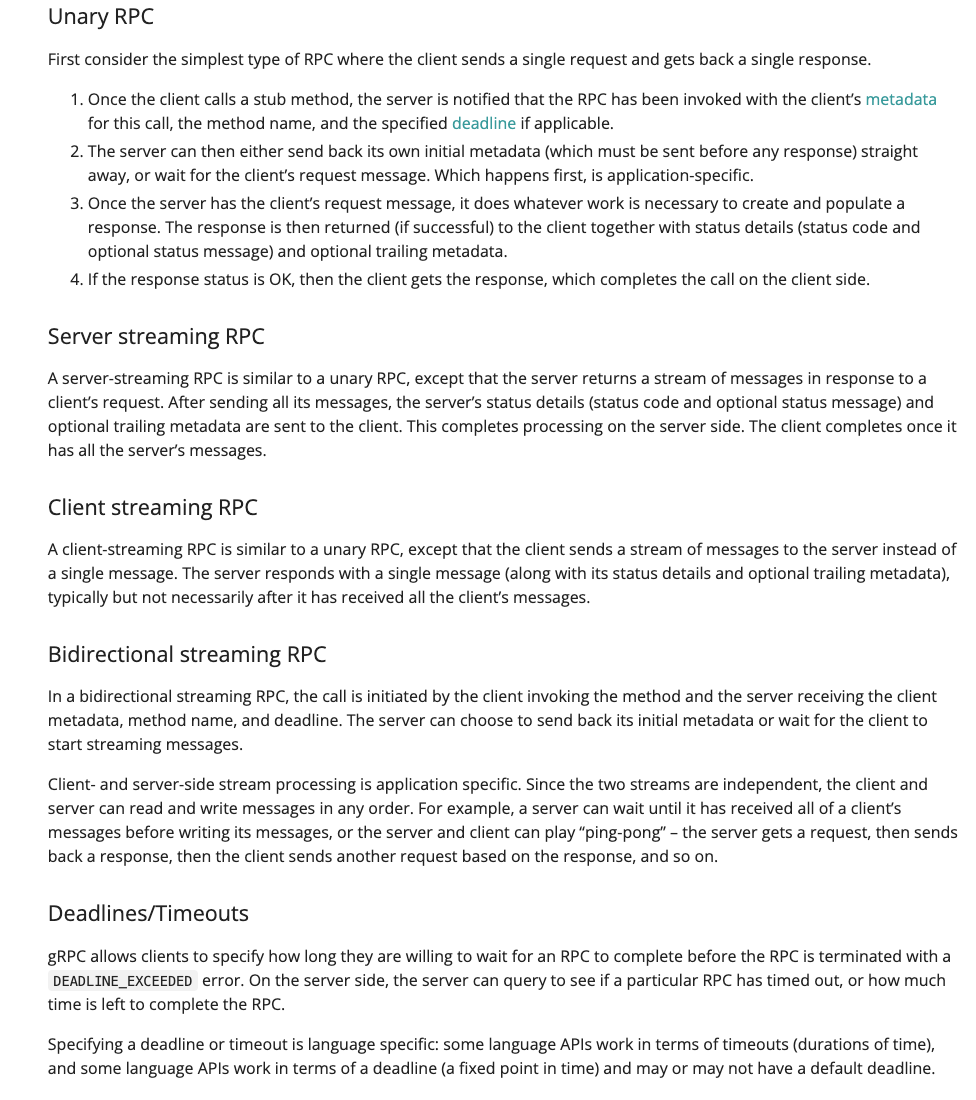 Unary RPC
First consider the simplest type of RPC where the client sends a single request and gets back a single response.
1. Once the client calls a stub method, the server is notified that the RPC has been invoked with the client’s metadata
for this call, the method name, and the specified deadline if applicable.
2. The server can then either send back its own initial metadata (which must be sent before any response) straight
away, or wait for the client’s request message. Which happens first, is application-specific.
3. Once the server has the client’s request message, it does whatever work is necessary to create and populate a
response. The response is then returned (if successful) to the client together with status details (status code and
optional status message) and optional trailing metadata.
4. If the response status is OK, then the client gets the response, which completes the call on the client side.
Server streaming RPC
A server-streaming RPC is similar to a unary RPC, except that the server returns a stream of messages in response to a
client’s request. After sending all its messages, the server’s status details (status code and optional status message) and
optional trailing metadata are sent to the client. This completes processing on the server side. The client completes once it
has all the server’s messages.
Client streaming RPC
A client-streaming RPC is similar to a unary RPC, except that the client sends a stream of messages to the server instead of
a single message. The server responds with a single message (along with its status details and optional trailing metadata),
typically but not necessarily after it has received all the client’s messages.
Bidirectional streaming RPC
In a bidirectional streaming RPC, the call is initiated by the client invoking the method and the server receiving the client
metadata, method name, and deadline. The server can choose to send back its initial metadata or wait for the client to
start streaming messages.
Client- and server-side stream processing is application specific. Since the two streams are independent, the client and
server can read and write messages in any order. For example, a server can wait until it has received all of a client’s
messages before writing its messages, or the server and client can play “ping-pong” – the server gets a request, then sends
back a response, then the client sends another request based on the response, and so on.
Deadlines/Timeouts
gRPC allows clients to specify how long they are willing to wait for an RPC to complete before the RPC is terminated with a
DEADLINE_EXCEEDED error. On the server side, the server can query to see if a particular RPC has timed out, or how much
time is left to complete the RPC.
Specifying a deadline or timeout is language specific: some language APIs work in terms of timeouts (durations of time),
and some language APIs work in terms of a deadline (a fixed point in time) and may or may not have a default deadline.